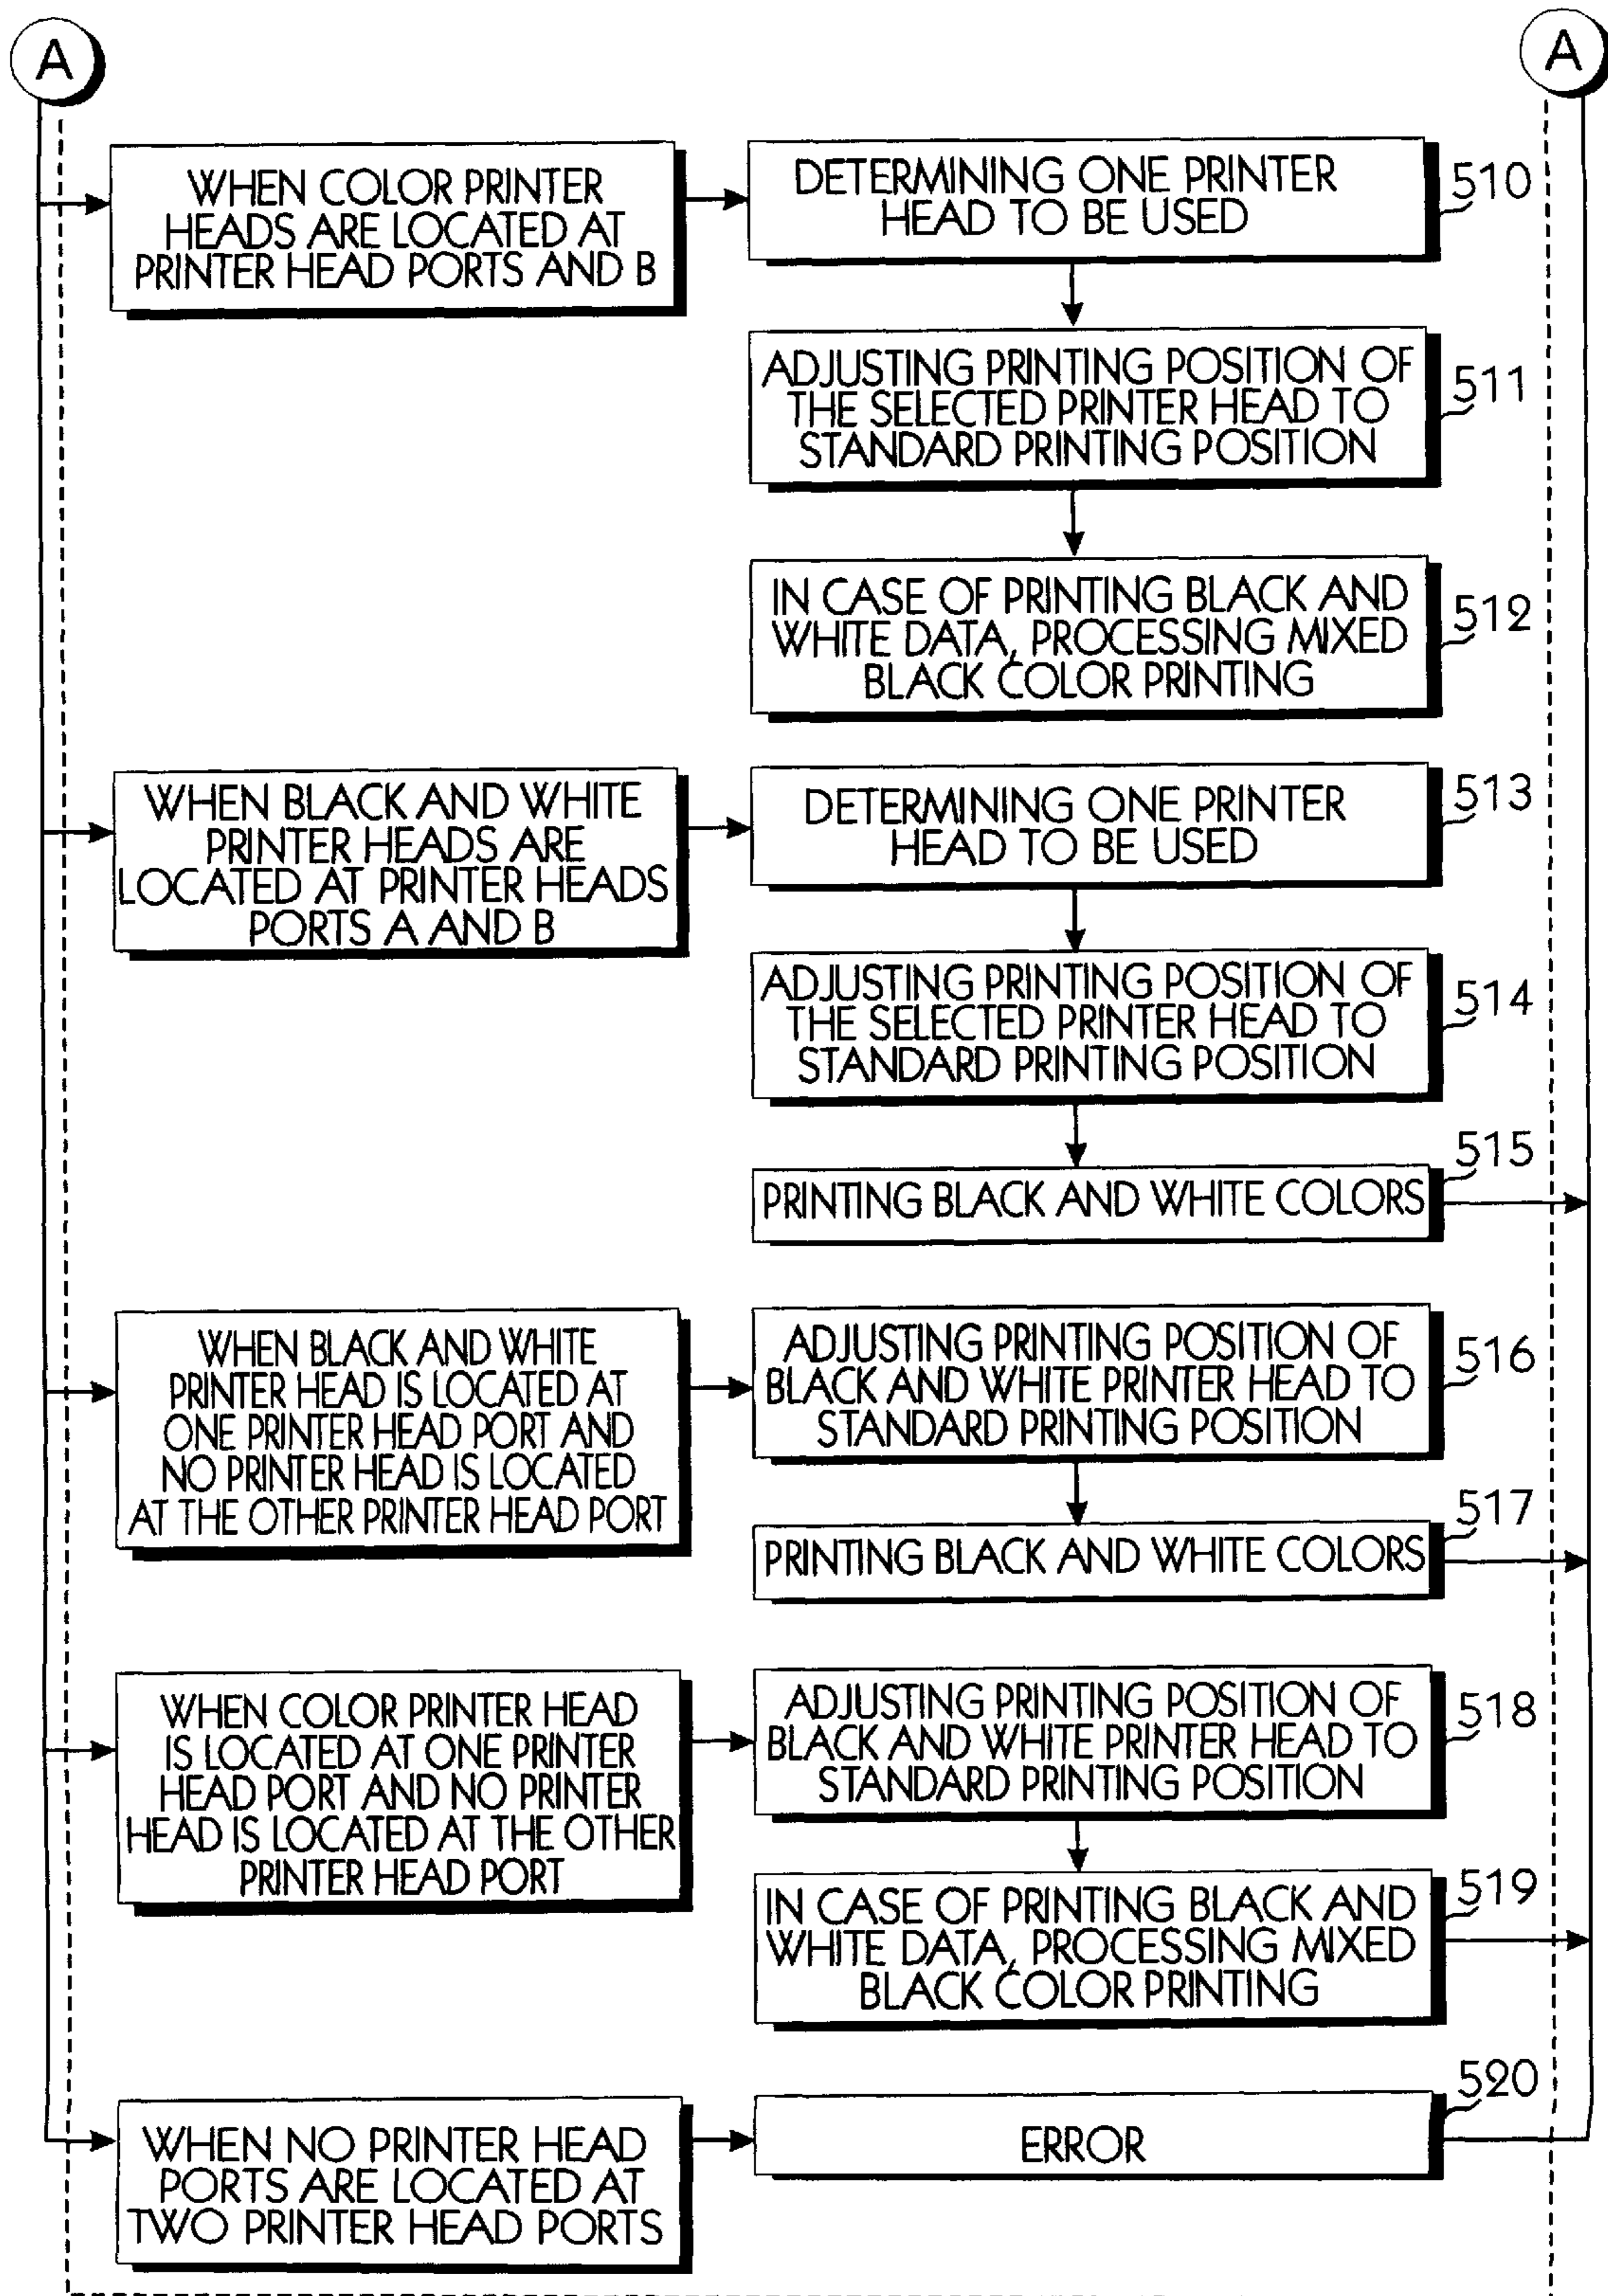 A
A
WHEN COLOR PRINTER
HEADS ARE LOCATED AT
PRINTER HEAD PORTS AND B
DETERMINING ONE PRINTER
HEAD TO BE USED
510
ADJUSTING PRINTING POSITION OF
THE SELECTED PRINTER HEAD TO
STANDARD PRINTING POSITION
511
IN CASE OF PRINTING BLACK AND
WHITE DATA, PROCESSING MIXED
BLACK COLOR PRINTING
512
WHEN BLACK AND WHITE
PRINTER HEADS ARE
LOCATED AT PRINTER HEADS
PORTS A AND B
DETERMINING ONE PRINTER
HEAD TO BE USED
513
ADJUSTING PRINTING POSITION OF
THE SELECTED PRINTER HEAD TO
STANDARD PRINTING POSITION
514
PRINTING BLACK AND WHITE COLORS
515
WHEN BLACK AND WHITE
PRINTER HEAD IS LOCATED AT
ONE PRINTER HEAD PORT AND
NO PRINTER HEAD IS LOCATED
AT THE OTHER PRINTER HEAD PORT
ADJUSTING PRINTING POSITION OF
BLACK AND WHITE PRINTER HEAD TO
STANDARD PRINTING POSITION
516
PRINTING BLACK AND WHITE COLORS
517
WHEN COLOR PRINTER HEAD
IS LOCATED AT ONE PRINTER
HEAD PORT AND NO PRINTER
HEAD IS LOCATED AT THE OTHER
PRINTER HEAD PORT
ADJUSTING PRINTING POSITION OF
BLACK AND WHITE PRINTER HEAD TO
STANDARD PRINTING POSITION
518
IN CASE OF PRINTING BLACK AND
WHITE DATA, PROCESSING MIXED
BLACK COLOR PRINTING
519
WHEN NO PRINTER HEAD
PORTS ARE LOCATED AT
TWO PRINTER HEAD PORTS
ERROR
520